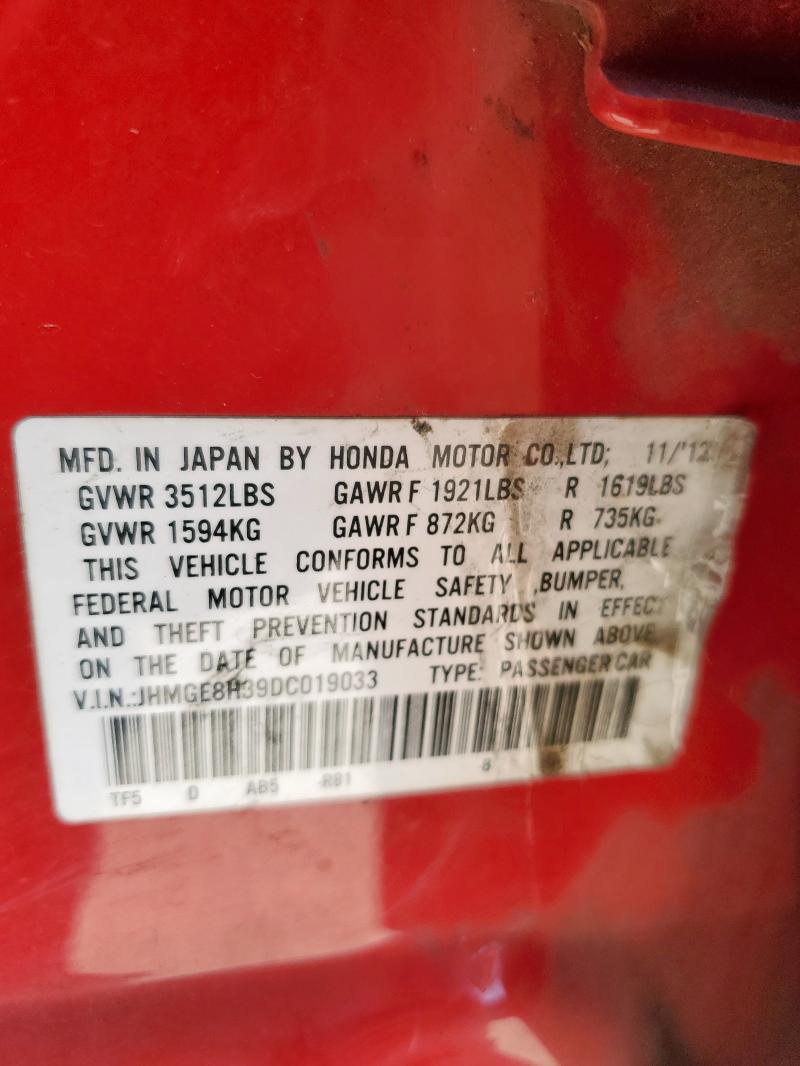 MFD. IN JAPAN BY HONDA MOTOR CO.,LTD; 11/'12
GVWR 3512LBS GAWR F 1921LBS R 1619LBS
GVWR 1594KG GAWR F 872KG R 735KG
THIS VEHICLE CONFORMS TO ALL APPLICABLE
FEDERAL MOTOR VEHICLE SAFETY ,BUMPER,
AND THEFT PREVENTION STANDARDS IN EFFECT
ON THE DATE OF MANUFACTURE SHOWN ABOVE
V.I.N.:JHMGE8H39DC019033 TYPE: PASSENGER CAR
TF5 D AB5 R81 8